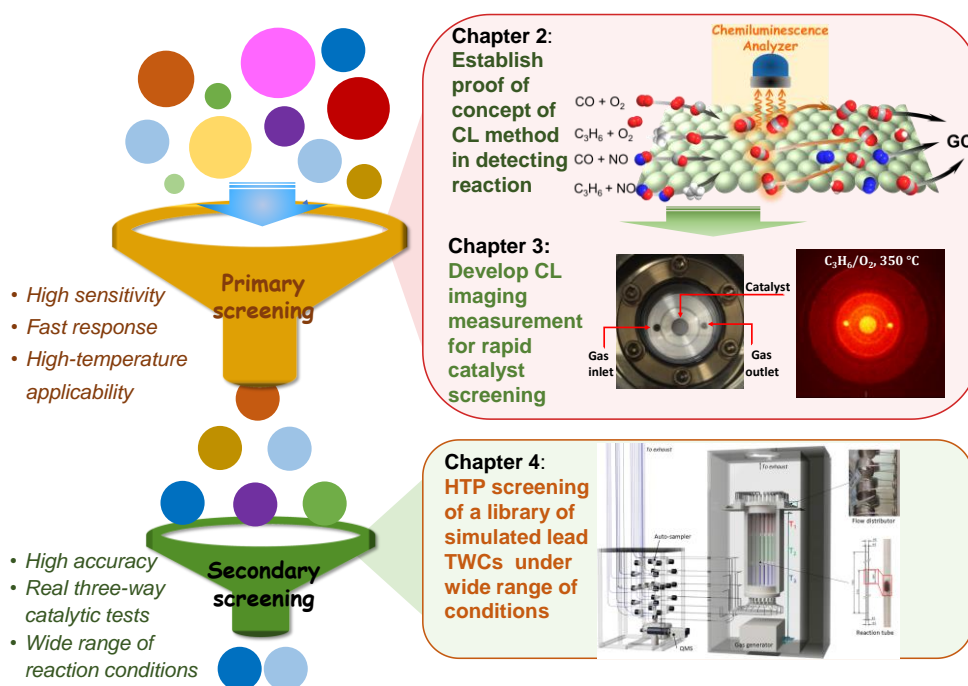 Chapter 2:
Establish
proof of
concept of
CL method
in detecting
reaction
Chemiluminescence
Analyzer
CO + O2
C3H6 + O2
CO + NO
C3H6 + NO
GC
Primary
screening
• High sensitivity
• Fast response
• High-temperature
applicability
Chapter 3:
Develop CL
imaging
measurement
for rapid
catalyst
screening
Catalyst
Gas
inlet
Gas
outlet
C3H6/O2, 350 °C
Secondary
screening
• High accuracy
• Real three-way
catalytic tests
• Wide range of
reaction conditions
Chapter 4:
HTP screening
of a library of
simulated lead
TWCs under
wide range of
conditions
To exhaust
To exhaust
Auto-sampler
QMS
T1
T2
T3
Gas generator
Flow distributor
Reaction tube